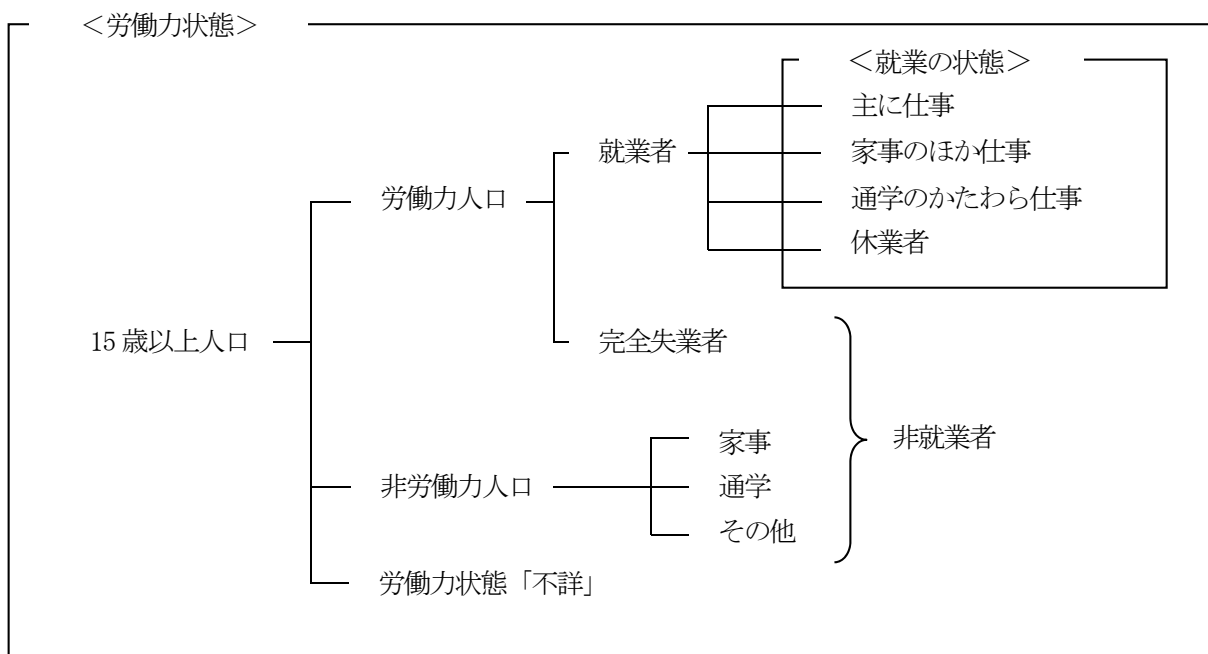 ＜労働力状態＞
＜就業の状態＞
主に仕事
就業者
家事のほか仕事
労働力人口
通学のかたわら仕事
休業者
15歳以上人口
完全失業者
家事
非就業者
非労働力人口
通学
その他
労働力状態「不詳」